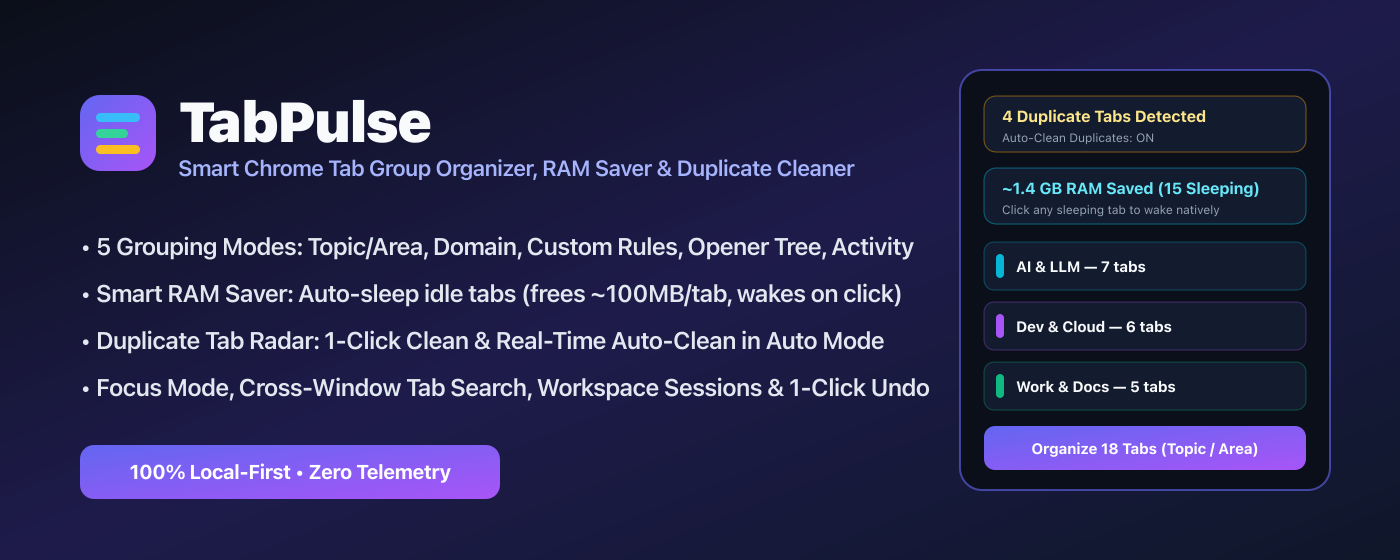 TabPulse
Smart Chrome Tab Group Organizer, RAM Saver & Duplicate Cleaner
• 5 Grouping Modes: Topic/Area, Domain, Custom Rules, Opener Tree, Activity
• Smart RAM Saver: Auto-sleep idle tabs (frees ~100MB/tab, wakes on click)
• Duplicate Tab Radar: 1-Click Clean & Real-Time Auto-Clean in Auto Mode
• Focus Mode, Cross-Window Tab Search, Workspace Sessions & 1-Click Undo
100% Local-First • Zero Telemetry
4 Duplicate Tabs Detected
Auto-Clean Duplicates: ON
~1.4 GB RAM Saved (15 Sleeping)
Click any sleeping tab to wake natively
AI & LLM — 7 tabs
Dev & Cloud — 6 tabs
Work & Docs — 5 tabs
Organize 18 Tabs (Topic / Area)